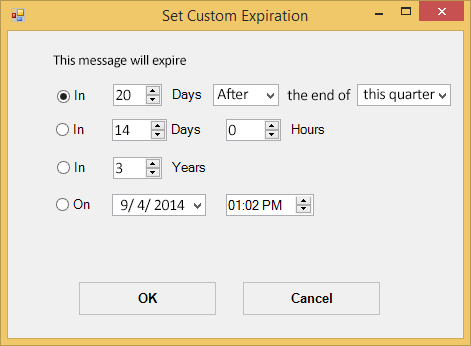 Set Custom Expiration
This message will expire
In 20 Days After the end of this quarter
In 14 Days 0 Hours
In 3 Years
On 9/ 4/ 2014 01:02 PM
OK Cancel